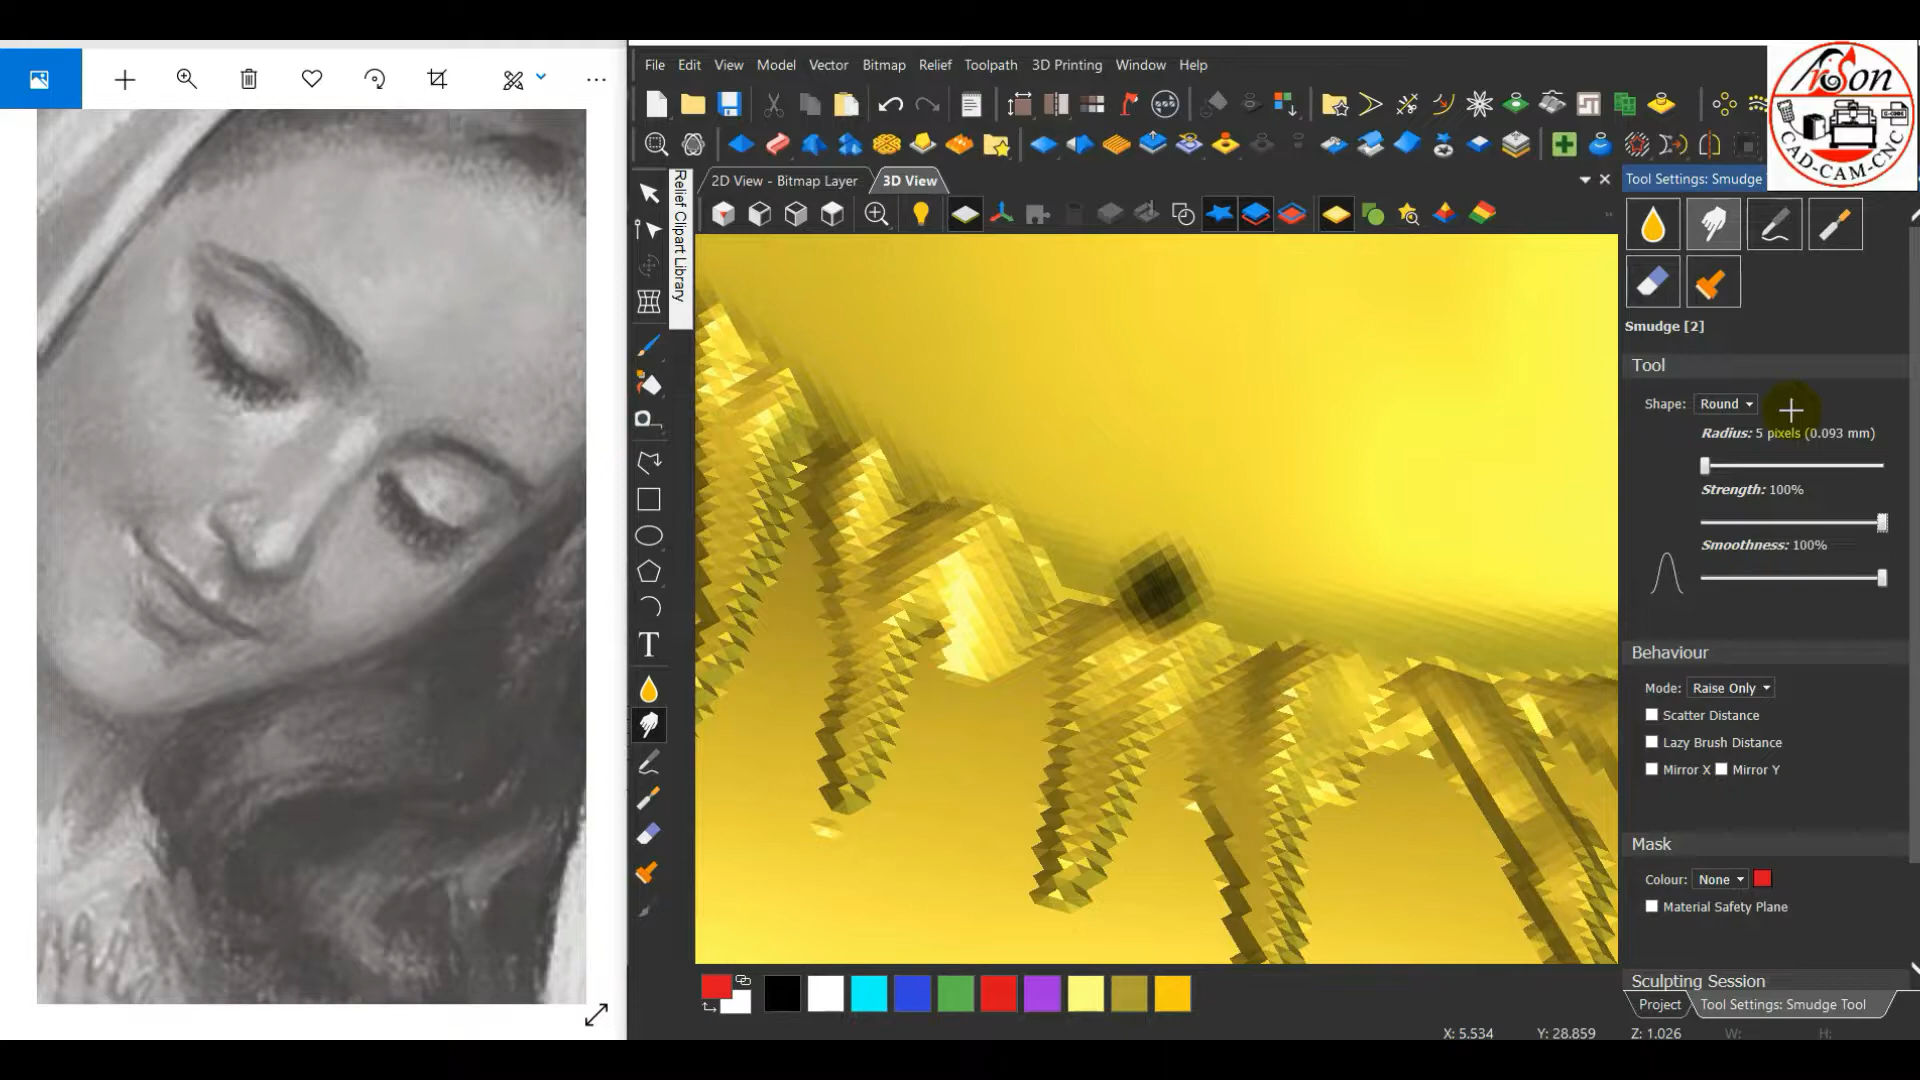 File Edit View Model Vector Bitmap Relief Toolpath 3D Printing Window Help
ArSon
CAD-CAM-CNC
Relief Clipart Library
2D View - Bitmap Layer
3D View
Tool Settings: Smudge
Smudge [2]
Tool
Shape: Round
Radius: 5 pixels (0.093 mm)
Strength: 100%
Smoothness: 100%
Behaviour
Mode: Raise Only
Scatter Distance
Lazy Brush Distance
Mirror X Mirror Y
Mask
Colour: None
Material Safety Plane
Sculpting Session
Project
Tool Settings: Smudge Tool
X: 5.534 Y: 28.859 Z: 1.026 W: H: